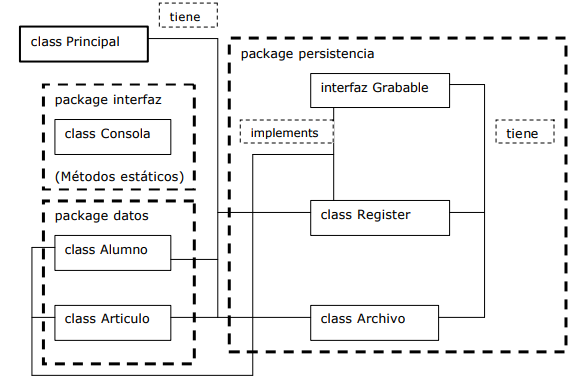 tiene
class Principal
package persistencia
interfaz Grabable
package interfaz
class Consola
implements
tiene
(Métodos estáticos)
package datos
class Register
class Alumno
class Articulo
class Archivo